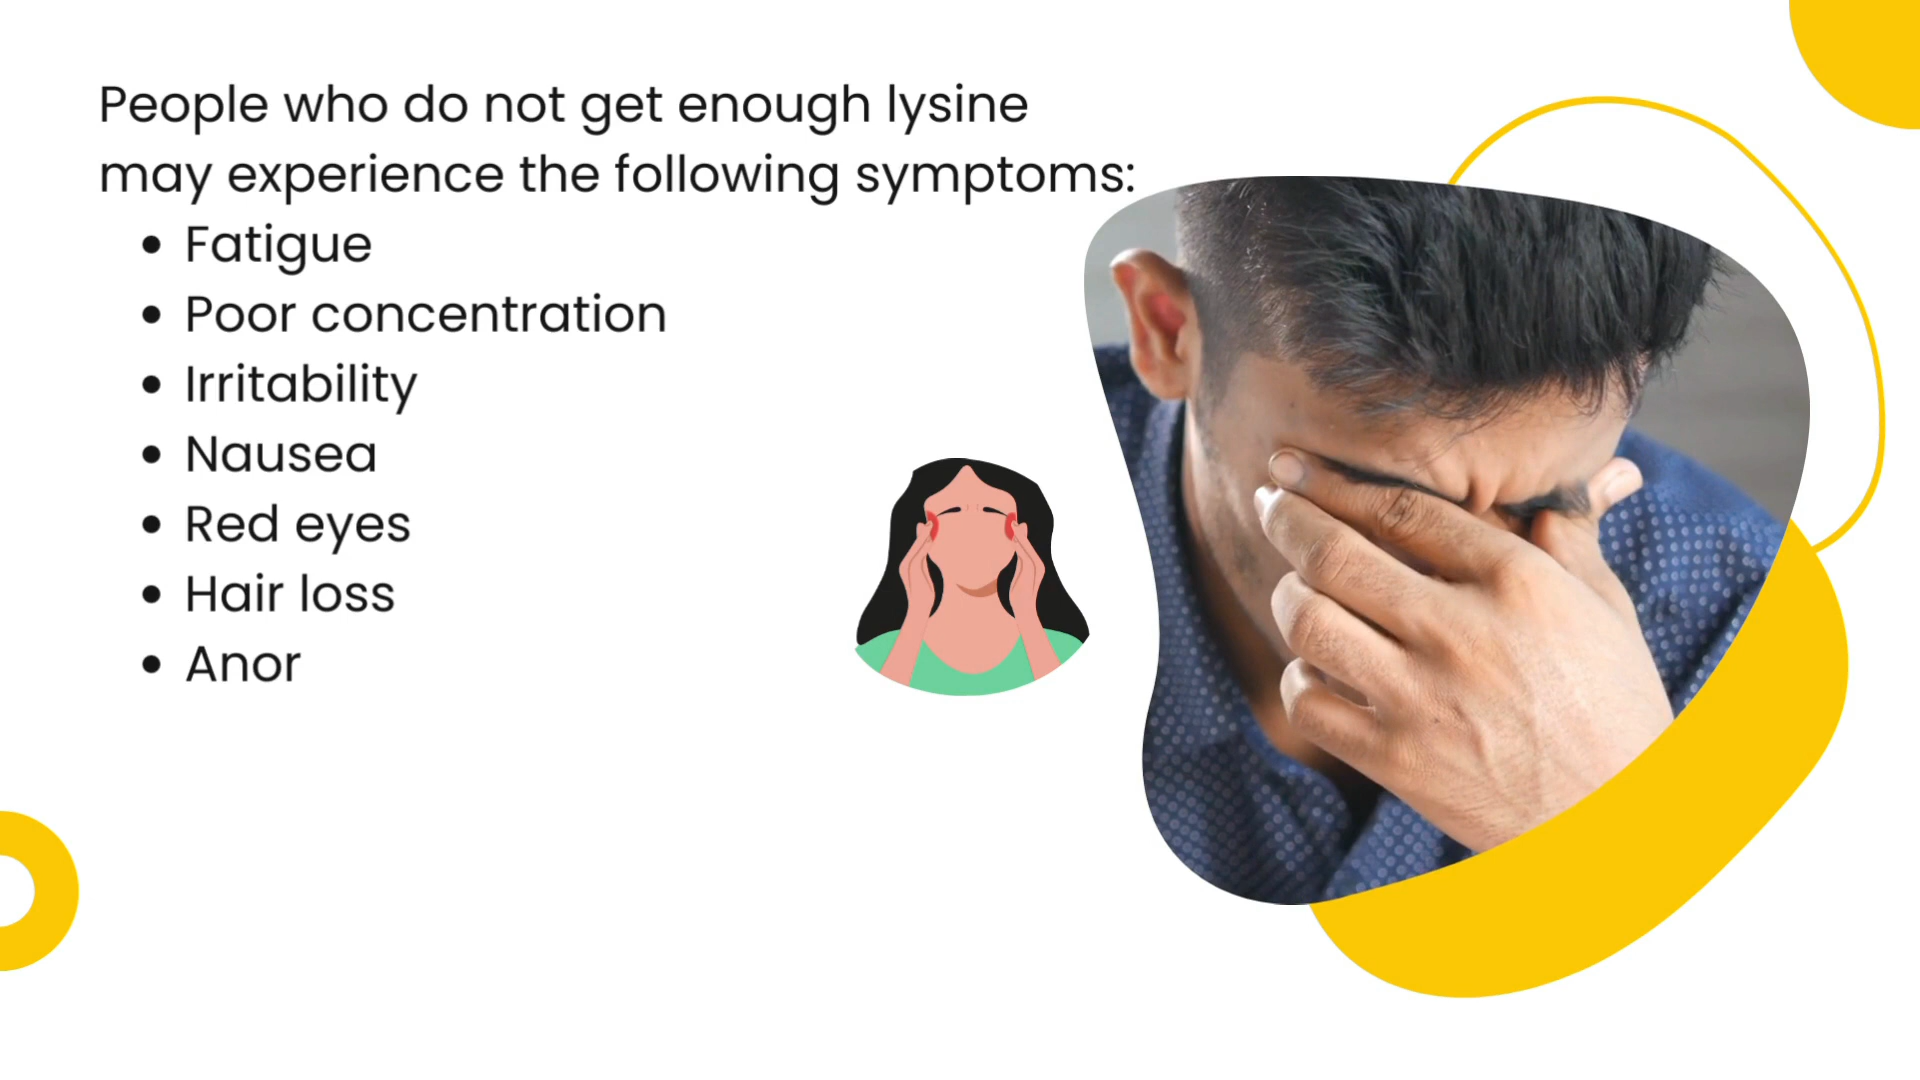 People who do not get enough lysine
may experience the following symptoms:
• Fatigue
• Poor concentration
• Irritability
• Nausea
• Red eyes
• Hair loss
• Anor